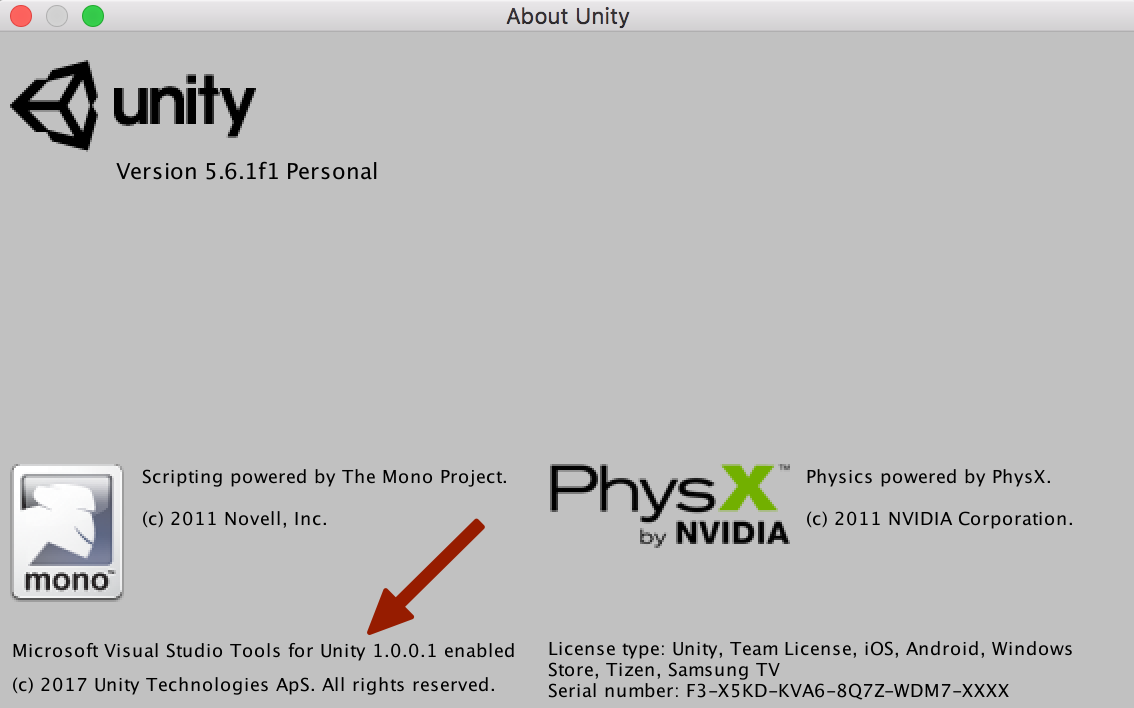 About Unity
unity
Version 5.6.1f1 Personal
Scripting powered by The Mono Project.
(c) 2011 Novell, Inc.
mono™
PhysX™
by NVIDIA
Physics powered by PhysX.
(c) 2011 NVIDIA Corporation.
Microsoft Visual Studio Tools for Unity 1.0.0.1 enabled
(c) 2017 Unity Technologies ApS. All rights reserved.
License type: Unity, Team License, iOS, Android, Windows
Store, Tizen, Samsung TV
Serial number: F3-X5KD-KVA6-8Q7Z-WDM7-XXXX